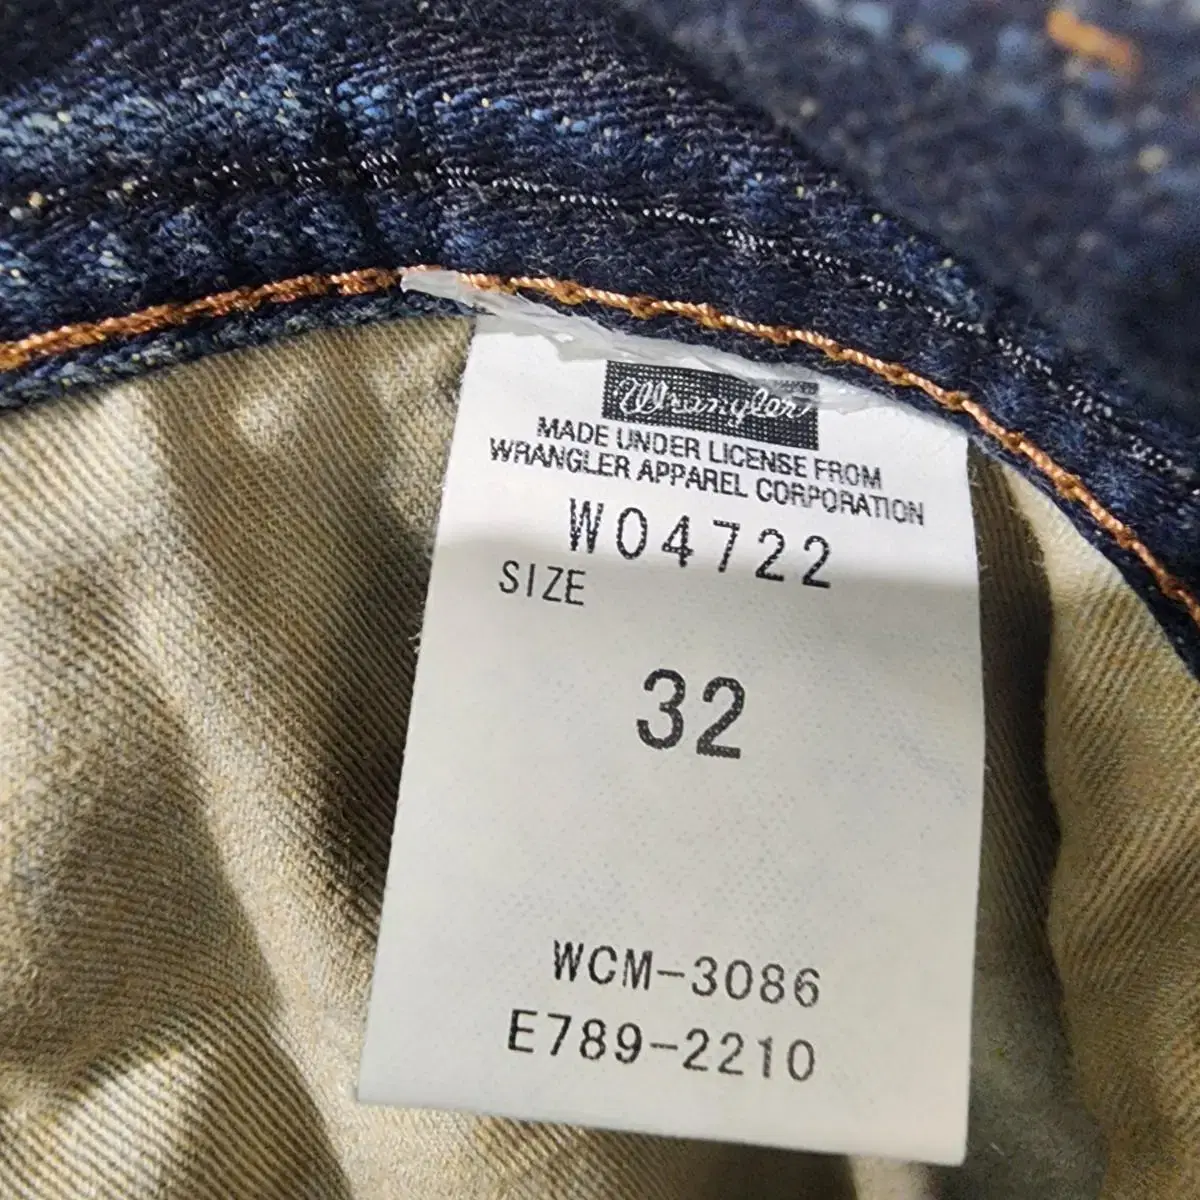 Wrangler
MADE UNDER LICENSE FROM
WRANGLER APPAREL CORPORATION
W04722
SIZE
32
WCM-3086
E789-2210